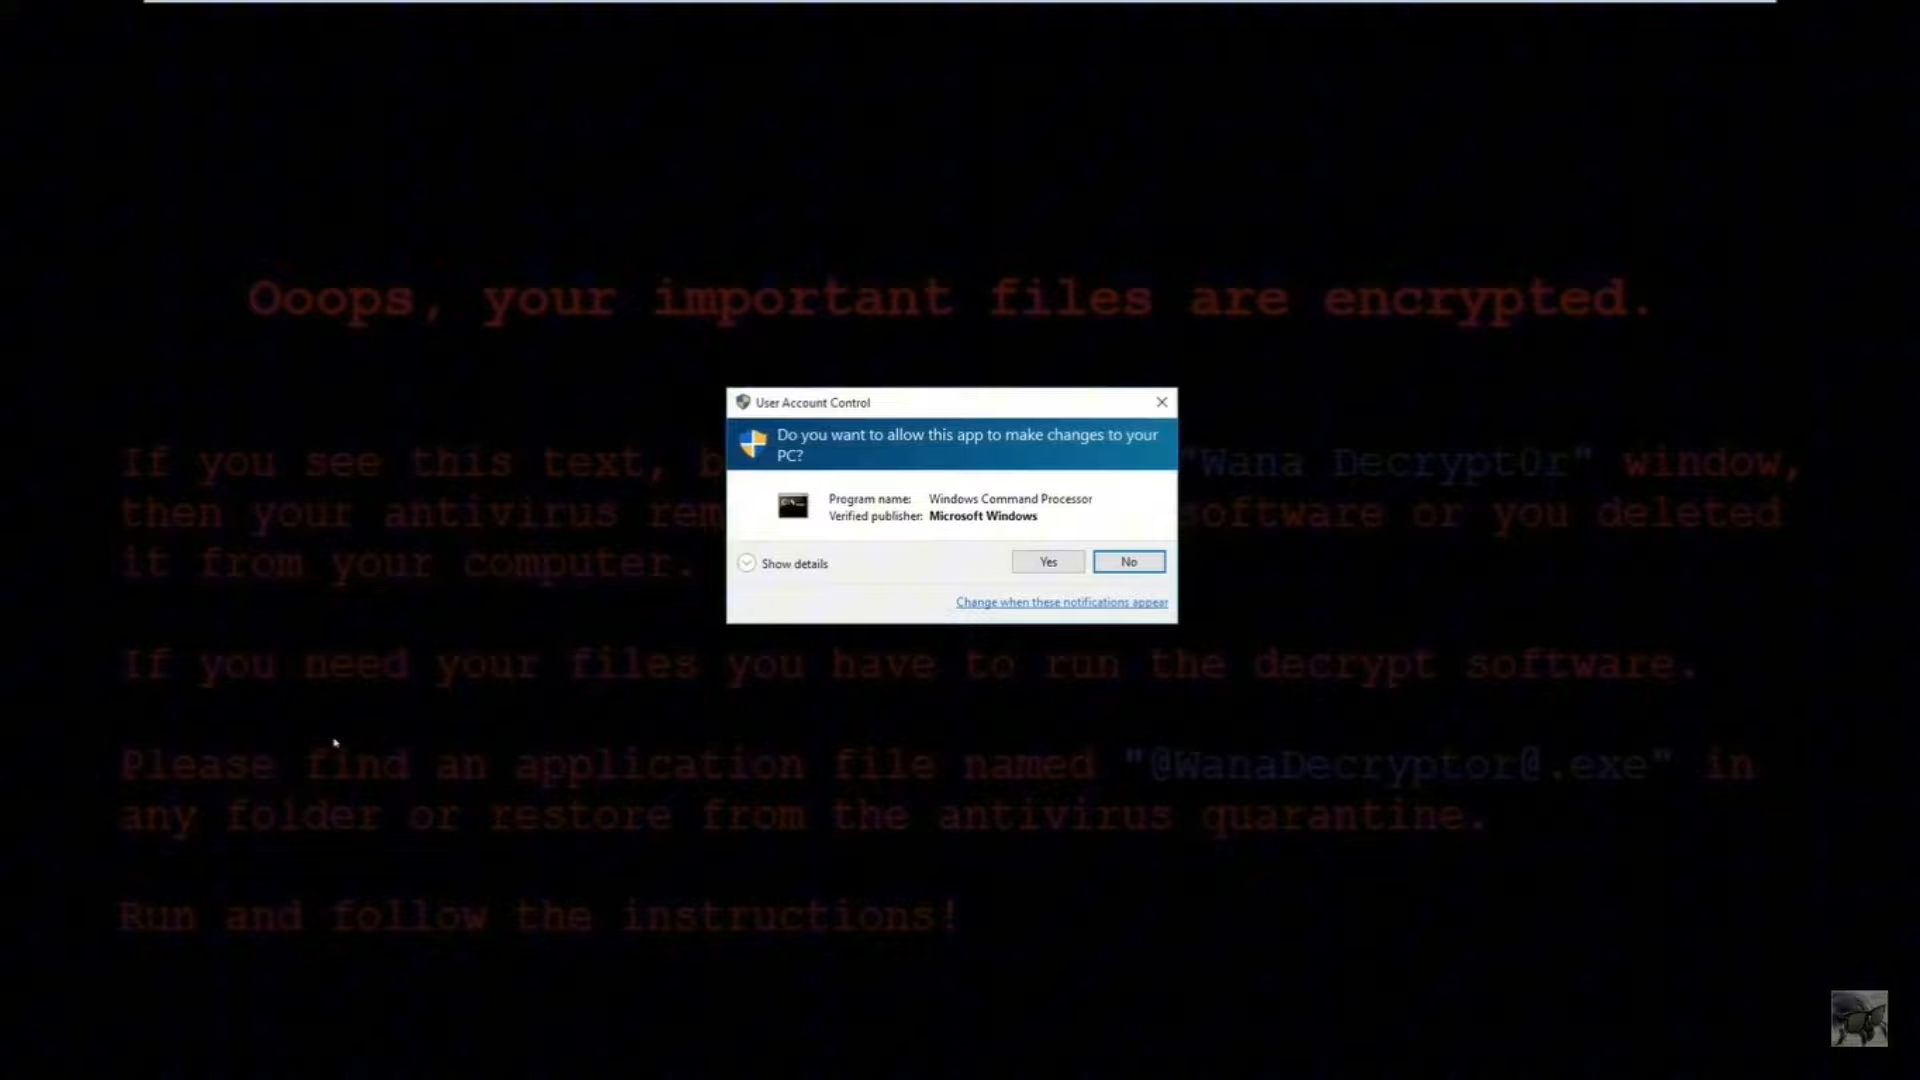 Ooops, your important files are encrypted.
User Account Control
Do you want to allow this app to make changes to your
PC?
Program name: Windows Command Processor
Verified publisher: Microsoft Windows
Show details
Yes
No
Change when these notifications appear
If you see this text, b "Wana Decrypt0r" window,
then your antivirus rem software or you deleted
it from your computer.
If you need your files you have to run the decrypt software.
Please find an application file named "@WanaDecryptor@.exe" in
any folder or restore from the antivirus quarantine.
Run and follow the instructions!